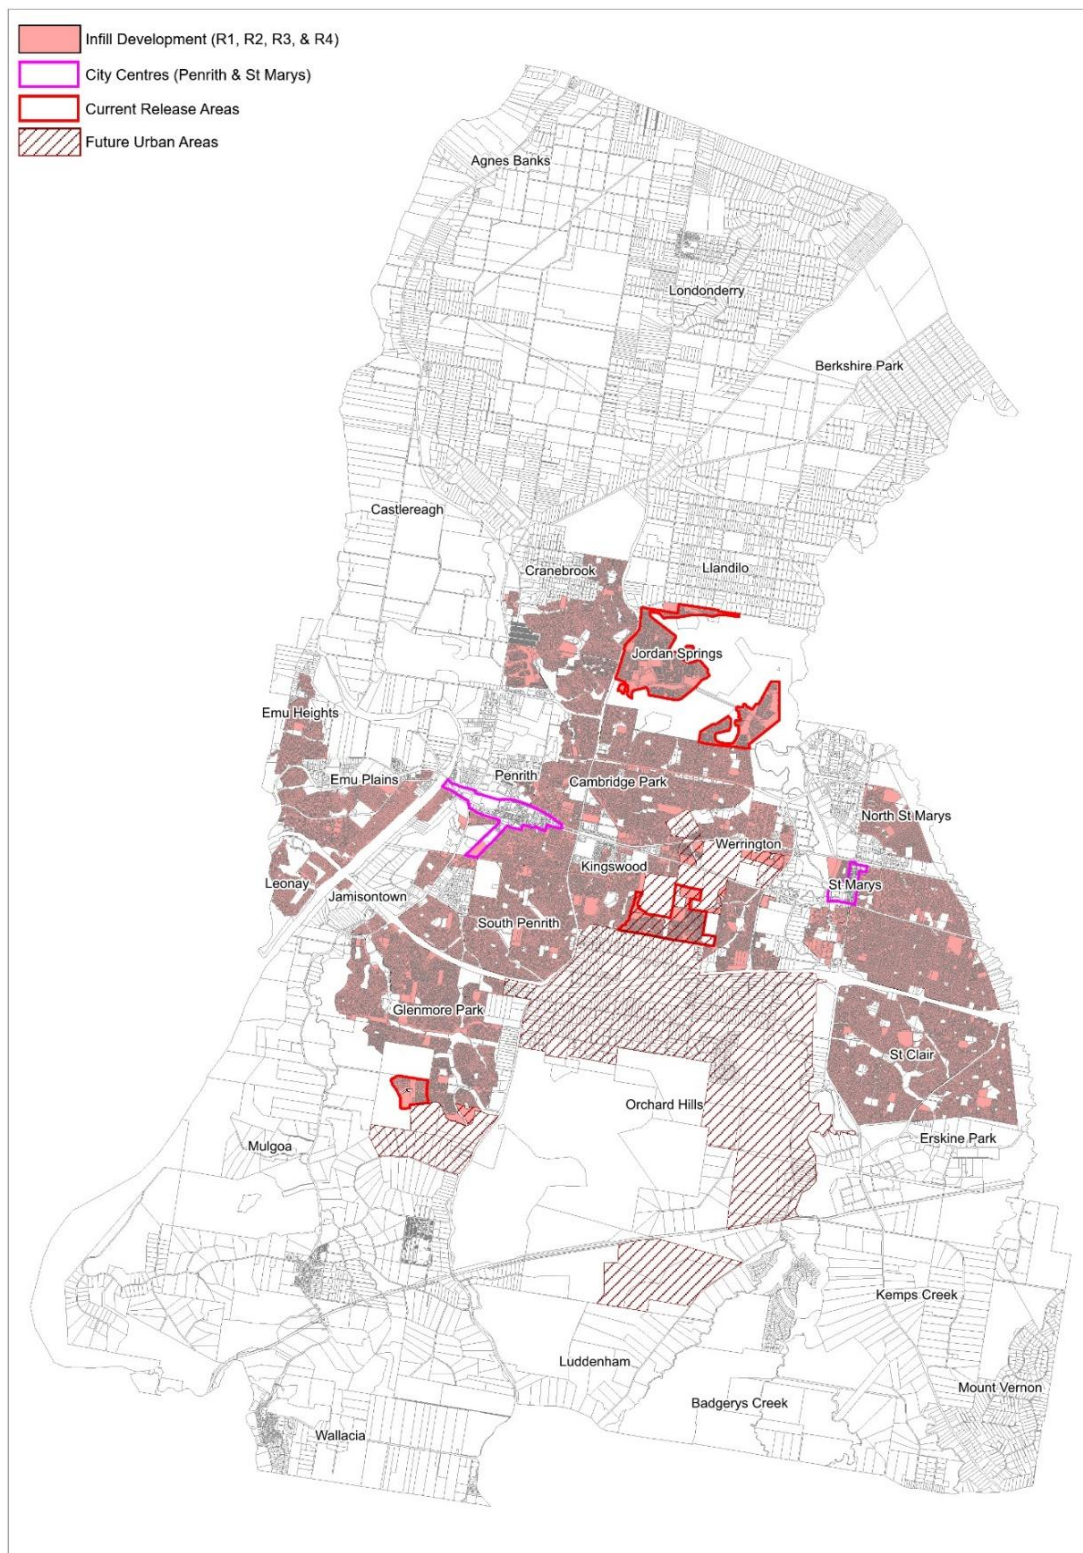 Infill Development (R1, R2, R3, & R4)
City Centres (Penrith & St Marys)
Current Release Areas
Future Urban Areas
Agnes Banks
Londonderry
Berkshire Park
Castlereagh
Cranebrook
Llandilo
Jordan Springs
Emu Heights
Emu Plains
Penrith
Cambridge Park
North St Marys
Werrington
Kingswood
Leonay
St Marys
Jamisontown
South Penrith
Glenmore Park
St Clair
Orchard Hills
Erskine Park
Mulgoa
Kemps Creek
Luddenham
Mount Vernon
Badgerys Creek
Wallacia